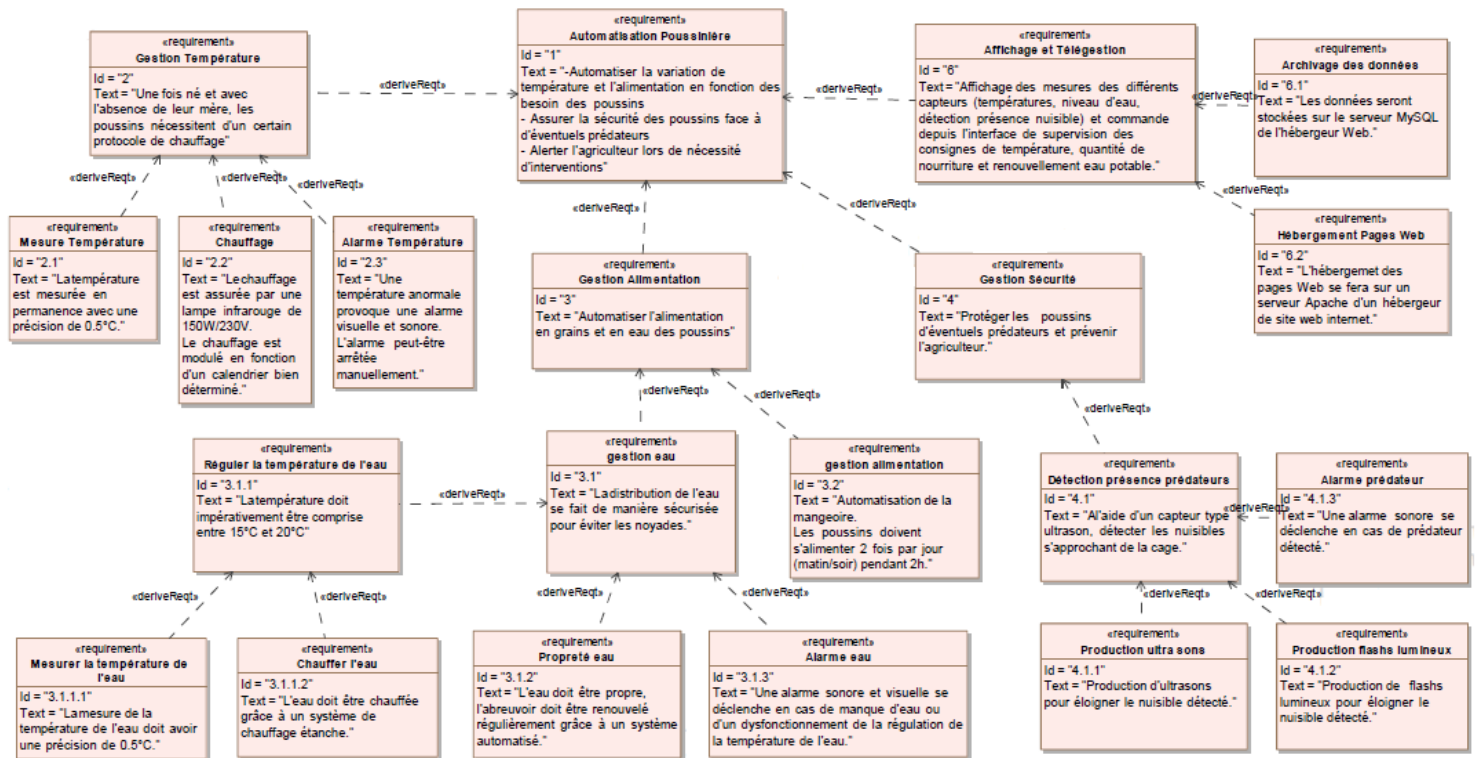 «requirement»
Automatisation Poussinière
Id = "1"
Text = "-Automatiser la variation de
température et l'alimentation en fonction des
besoin des poussins
- Assurer la sécurité des poussins face à
d'éventuels prédateurs
- Alerter l'agriculteur lors de nécessité
d'interventions"
«requirement»
Gestion Température
Id = "2"
Text = "Une fois né et avec
l'absence de leur mère, les
poussins nécessitent d'un certain
protocole de chauffage"
«deriveReqt»
«requirement»
Affichage et Télégestion
Id = "6"
Text = "Affichage des mesures des différents
capteurs (températures, niveau d'eau,
détection présence nuisible) et commande
depuis l'interface de supervision des
consignes de température, quantité de
nourriture et renouvellement eau potable."
«deriveReqt»
«requirement»
Archivage des données
Id = "6.1"
Text = "Les données seront
stockées sur le serveur MySQL
de l'hébergeur Web."
«deriveReqt»
«deriveReqt»
«deriveReqt»
«deriveReqt»
«requirement»
Mesure Température
Id = "2.1"
Text = "La température
est mesurée en
permanence avec une
précision de 0.5°C."
«requirement»
Chauffage
Id = "2.2"
Text = "Le chauffage
est assurée par une
lampe infrarouge de
150W/230V.
Le chauffage est
modulé en fonction
d'un calendrier bien
déterminé."
«requirement»
Alarme Température
Id = "2.3"
Text = "Une
température anormale
provoque une alarme
visuelle et sonore.
L'alarme peut-être
arrêtée
manuellement."
«deriveReqt»
«deriveReqt»
«deriveReqt»
«requirement»
Hébergement Pages Web
Id = "6.2"
Text = "L'hébergemet des
pages Web se fera sur un
serveur Apache d'un hébergeur
de site web internet."
«requirement»
Gestion Alimentation
Id = "3"
Text = "Automatiser l'alimentation
en grains et en eau des poussins"
«requirement»
Gestion Sécurité
Id = "4"
Text = "Protéger les poussins
d'éventuels prédateurs et prévenir
l'agriculteur."
«deriveReqt»
«deriveReqt»
«deriveReqt»
«requirement»
Réguler la température de l'eau
Id = "3.1.1"
Text = "La température doit
impérativement être comprise
entre 15°C et 20°C"
«deriveReqt»
«requirement»
gestion eau
Id = "3.1"
Text = "La distribution de l'eau
se fait de manière sécurisée
pour éviter les noyades."
«requirement»
gestion alimentation
Id = "3.2"
Text = "Automatisation de la
mangeoire.
Les poussins doivent
s'alimenter 2 fois par jour
(matin/soir) pendant 2h."
«requirement»
Détection présence prédateurs
Id = "4.1"
Text = "Al'aide d'un capteur type
ultrason, détecter les nuisibles
s'approchant de la cage."
«deriveReqt»
«requirement»
Alarme prédateur
Id = "4.1.3"
Text = "Une alarme sonore se
déclenche en cas de prédateur
détecté."
«deriveReqt»
«deriveReqt»
«deriveReqt»
«deriveReqt»
«deriveReqt»
«deriveReqt»
«requirement»
Mesurer la température de
l'eau
Id = "3.1.1.1"
Text = "La mesure de la
température de l'eau doit avoir
une précision de 0.5°C."
«requirement»
Chauffer l'eau
Id = "3.1.1.2"
Text = "L'eau doit être chauffée
grâce à un système de
chauffage étanche."
«requirement»
Propreté eau
Id = "3.1.2"
Text = "L'eau doit être propre,
l'abreuvoir doit être renouvelé
régulièrement grâce à un système
automatisé."
«requirement»
Alarme eau
Id = "3.1.3"
Text = "Une alarme sonore et visuelle se
déclenche en cas de manque d'eau ou
d'un dysfonctionnement de la régulation de
la température de l'eau."
«requirement»
Production ultra sons
Id = "4.1.1"
Text = "Production d'ultrasons
pour éloigner le nuisible détecté."
«requirement»
Production flashs lumineux
Id = "4.1.2"
Text = "Production de flashs
lumineux pour éloigner le
nuisible détecté."